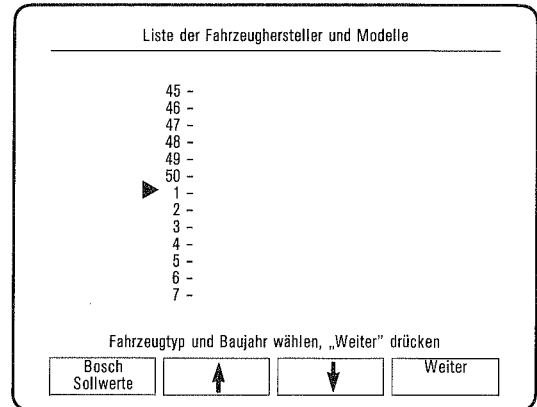 Liste der Fahrzeughersteller und Modelle
45 –
46 –
47 –
48 –
49 –
50 –
1 –
2 –
3 –
4 –
5 –
6 –
7 –
Fahrzeugtyp und Baujahr wählen, „Weiter” drücken
Bosch
Sollwerte
Weiter